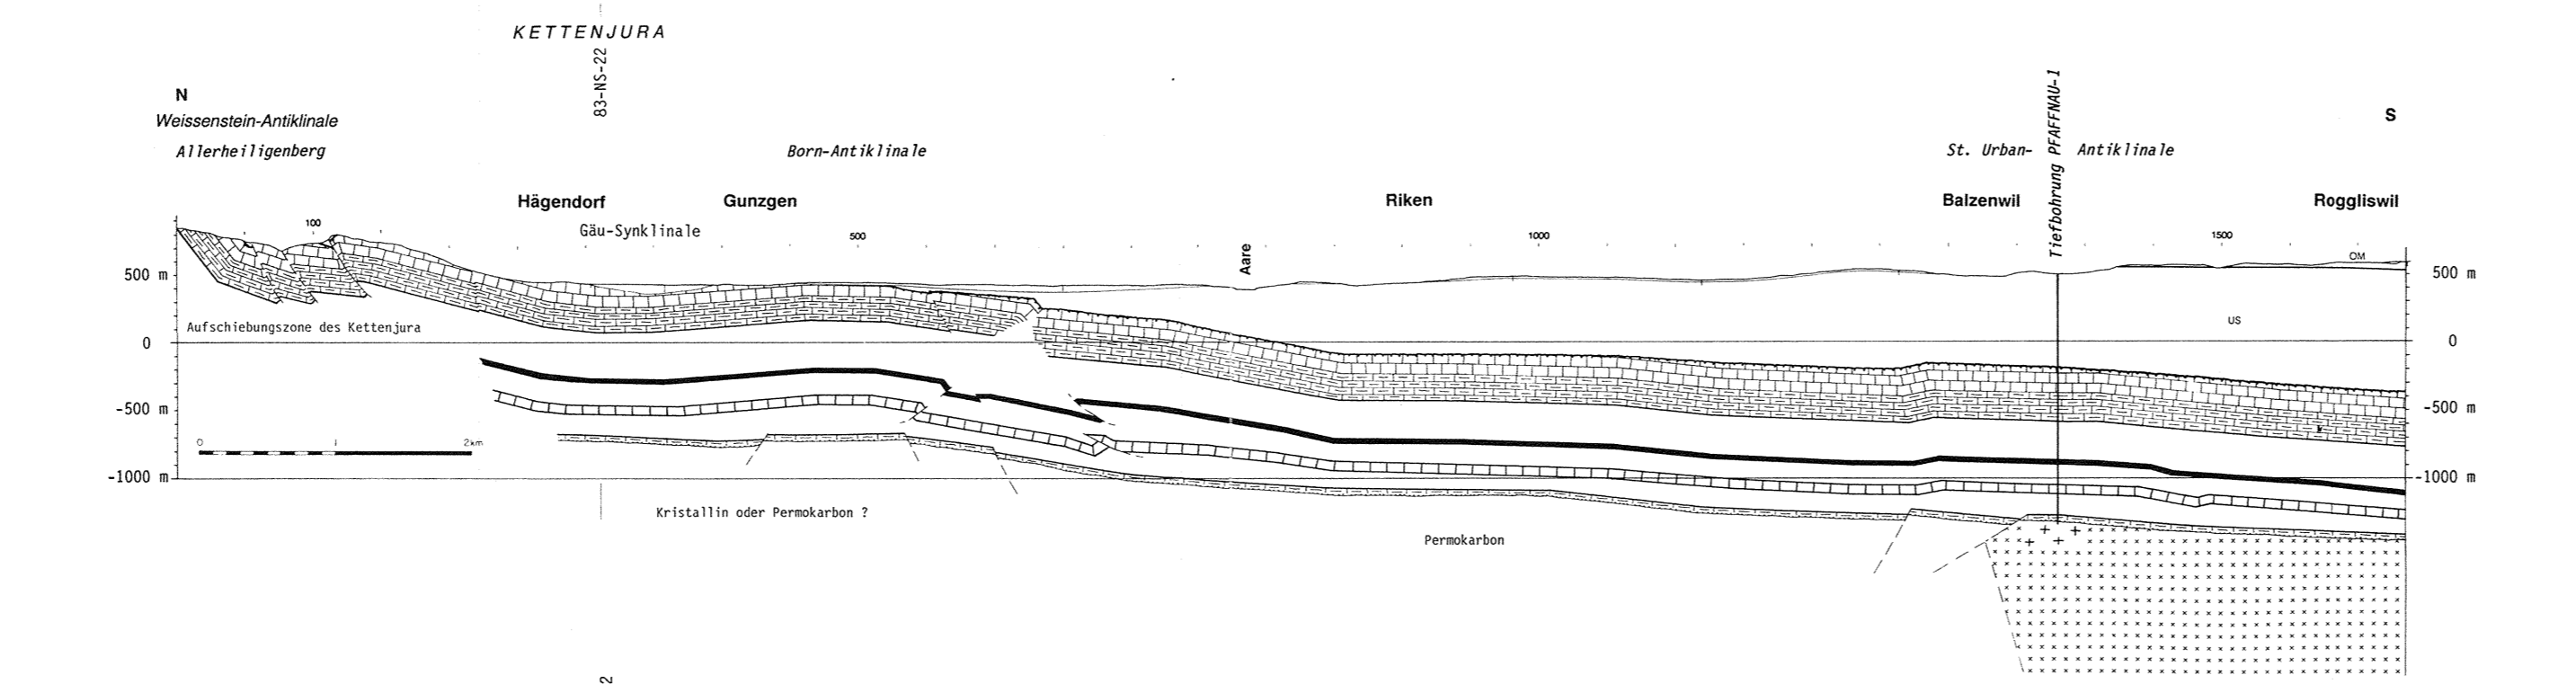 KETTENJURA
83-NS-22
N
S
Weissenstein-Antiklinale
Allerheiligenberg
Born-Antiklinale
St. Urban- Antiklinale
Tiefbohrung PFAFFNAU-1
Hägendorf
Gunzgen
Riken
Balzenwil
Roggliswil
100
Gäu-Synklinale
500
Aare
1000
1500
OM
500 m
500 m
US
Aufschiebungszone des Kettenjura
0
0
-500 m
-500 m
0 1 2km
-1000 m
-1000 m
Kristallin oder Permokarbon ?
Permokarbon
2